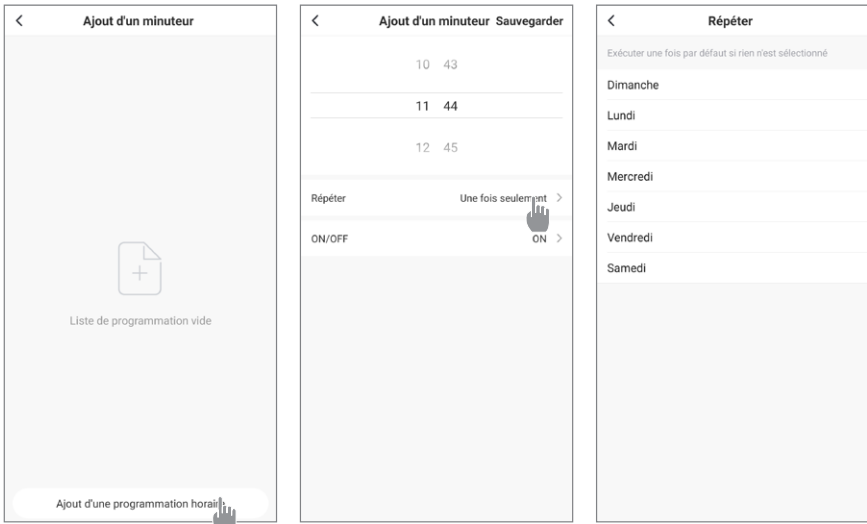 Ajout d'un minuteur
Liste de programmation vide
Ajout d'une programmation horaire
Ajout d'un minuteur Sauvegarder
10 43
11 44
12 45
Répéter Une fois seulement
ON/OFF ON
Répéter
Exécuter une fois par défaut si rien n'est sélectionné
Dimanche
Lundi
Mardi
Mercredi
Jeudi
Vendredi
Samedi